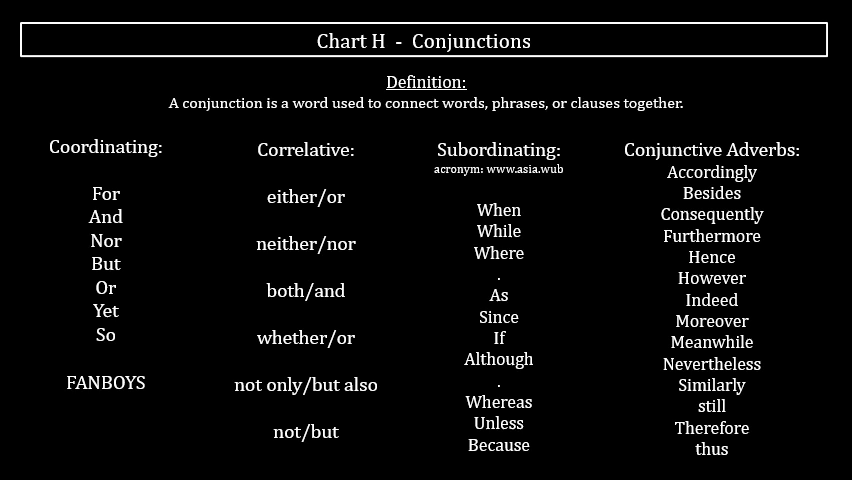 Chart H - Conjunctions
Definition:
A conjunction is a word used to connect words, phrases, or clauses together.
Coordinating:
For
And
Nor
But
Or
Yet
So
FANBOYS
Correlative:
either/or
neither/nor
both/and
whether/or
not only/but also
not/but
Subordinating:
acronym: www.asia.wub
When
While
Where
.
As
Since
If
Although
.
Whereas
Unless
Because
Conjunctive Adverbs:
Accordingly
Besides
Consequently
Furthermore
Hence
However
Indeed
Moreover
Meanwhile
Nevertheless
Similarly
still
Therefore
thus